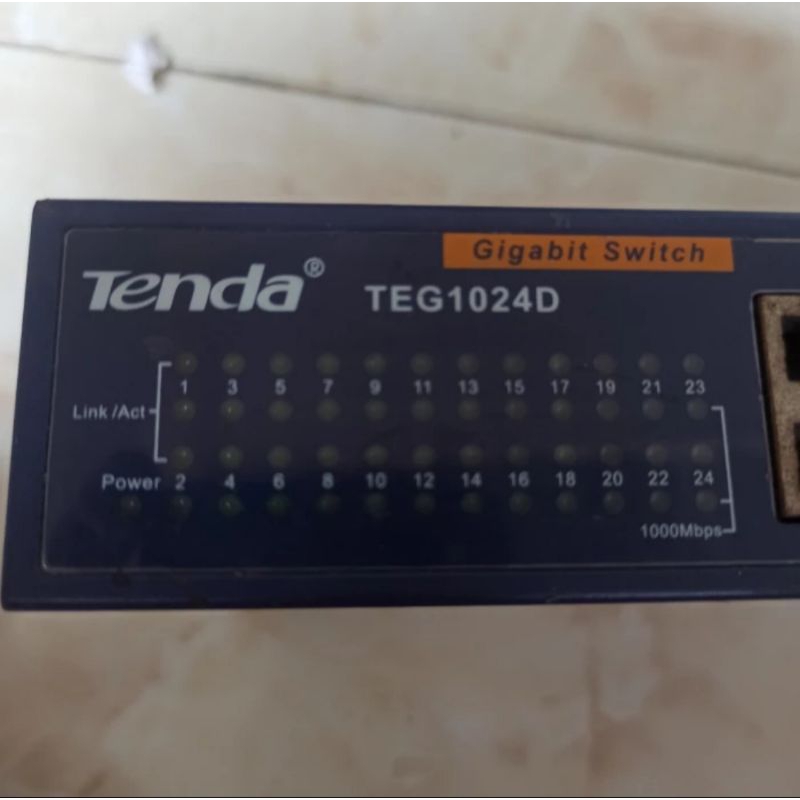 Gigabit Switch
Tenda®
TEG1024D
1 3 5 7 9 11 13 15 17 19 21 23
Link /Act
Power 2 4 6 8 10 12 14 16 18 20 22 24
1000Mbps